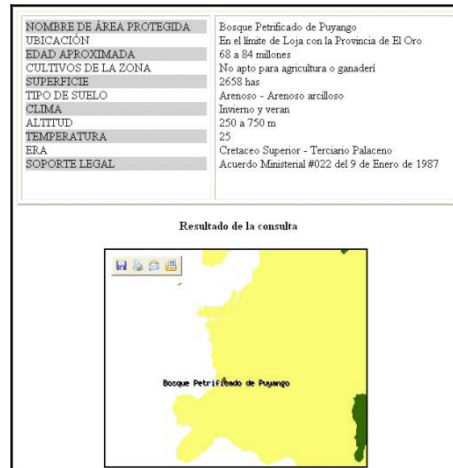 NOMBRE DE ÁREA PROTEGIDA Bosque Petrificado de Puyango
UBICACIÓN En el límite de Loja con la Provincia de El Oro
EDAD APROXIMADA 68 a 84 millones
CULTIVOS DE LA ZONA No apto para agricultura o ganaderí
SUPERFICIE 2658 has
TIPO DE SUELO Arenoso - Arenoso arcilloso
CLIMA Invierno y veran
ALTITUD 250 a 750 m
TEMPERATURA 25
ERA Cretaceo Superior - Terciario Palaceno
SOPORTE LEGAL Acuerdo Ministerial #022 del 9 de Enero de 1987
Resultado de la consulta
Bosque Petrificado de Puyango